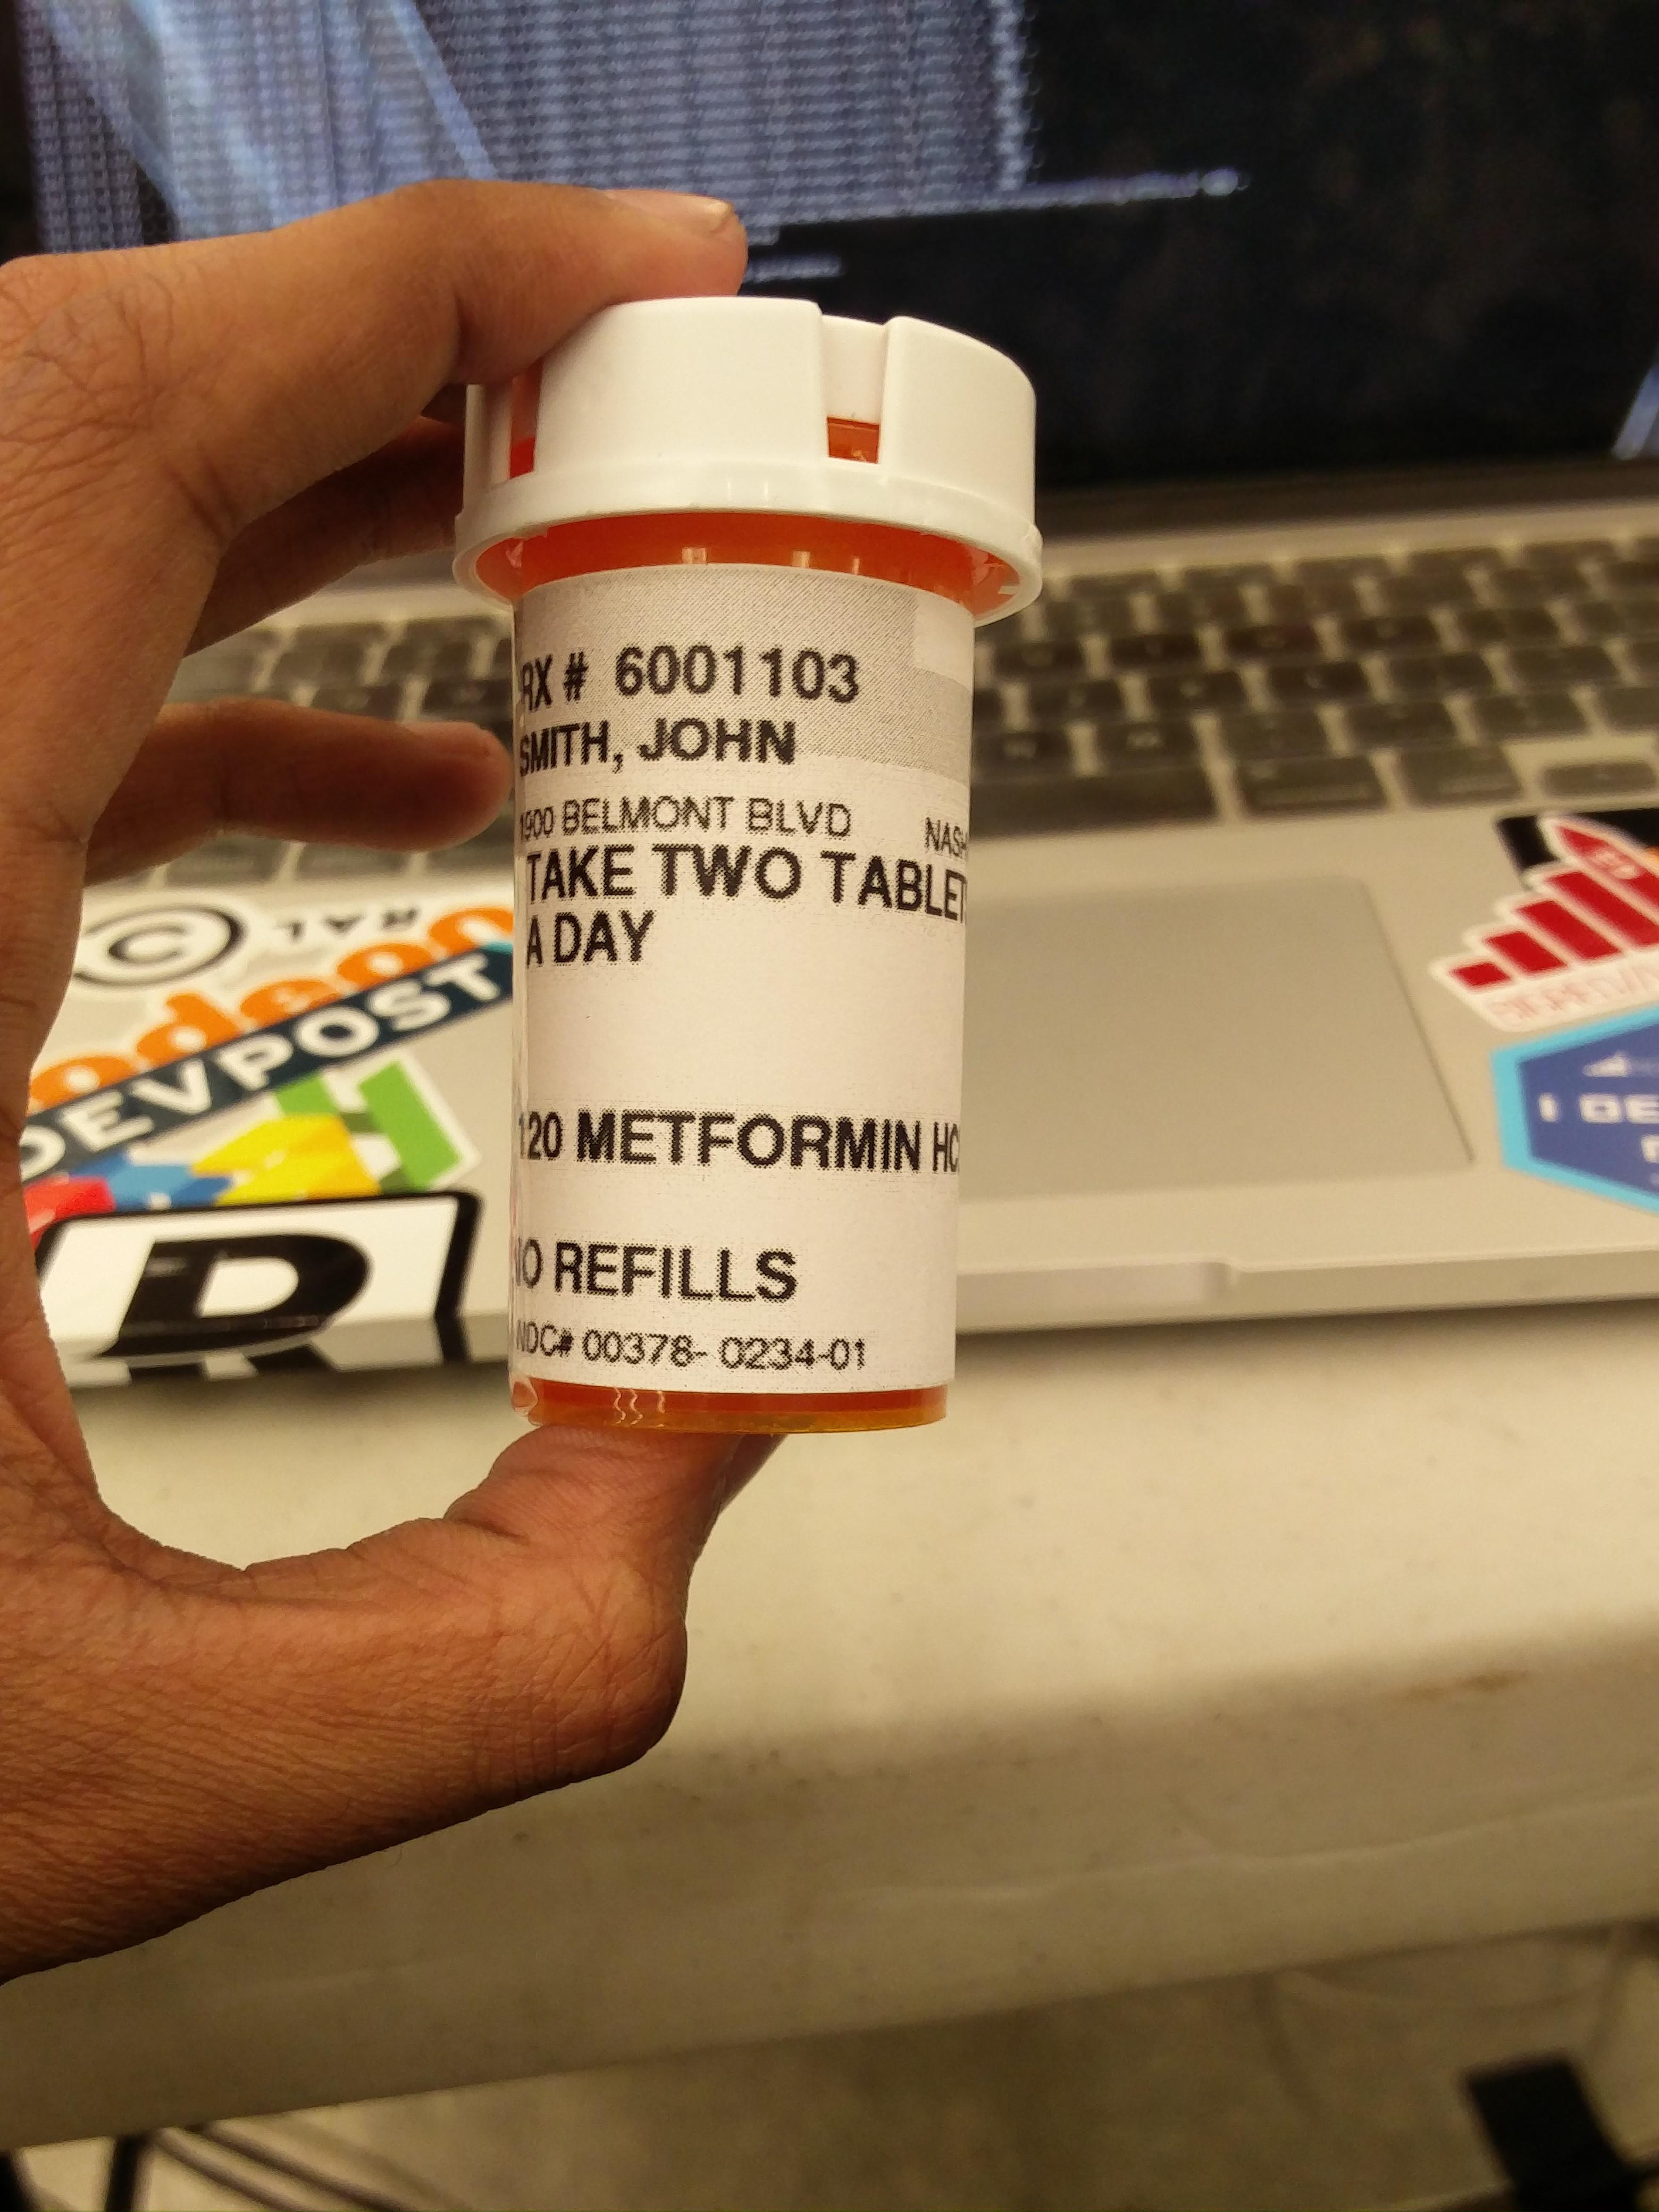 RX # 6001103
SMITH, JOHN
1900 BELMONT BLVD NASH
TAKE TWO TABLET
A DAY
120 METFORMIN HC
NO REFILLS
NDC# 00378- 0234-01
DEVPOST
D